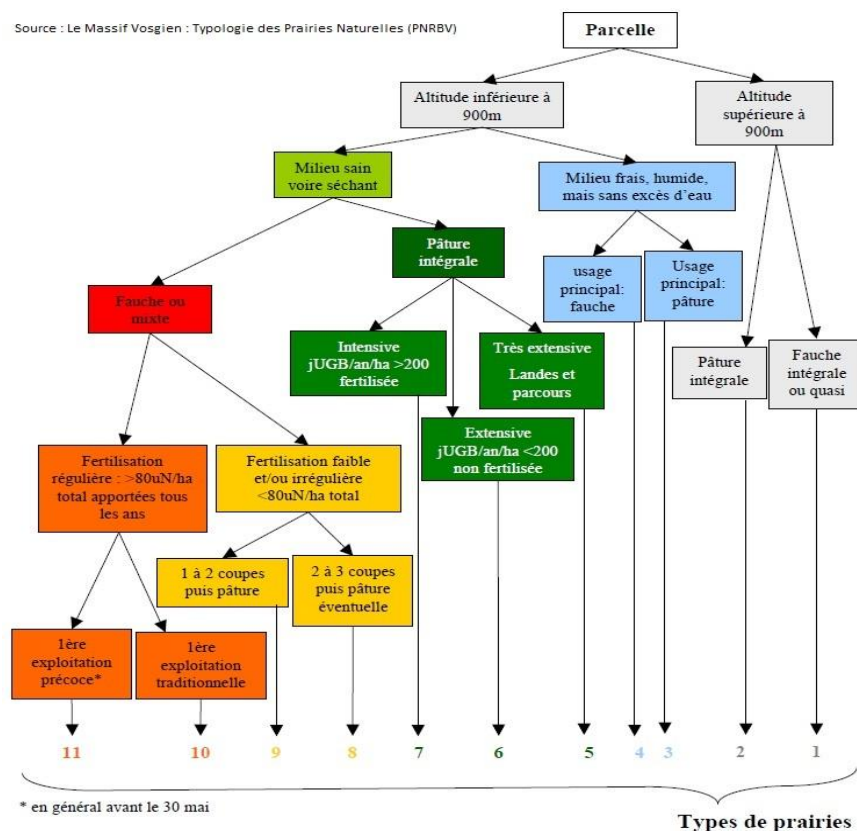 Source : Le Massif Vosgien : Typologie des Prairies Naturelles (PNRBV)
Parcelle
Altitude inférieure à
900m
Altitude
supérieure à
900m
Milieu sain
voire séchant
Milieu frais, humide,
mais sans excès d'eau
Pâture
intégrale
usage
principal:
fauche
Usage
principal:
pâture
Fauche ou
mixte
Intensive
jUGB/an/ha >200
fertilisée
Très extensive
Landes et
parcours
Pâture
intégrale
Fauche
intégrale
ou quasi
Extensive
jUGB/an/ha <200
non fertilisée
Fertilisation
régulière : >80uN/ha
total apportées tous
les ans
Fertilisation faible
et/ou irrégulière
<80uN/ha total
1 à 2 coupes
puis pâture
2 à 3 coupes
puis pâture
éventuelle
1ère
exploitation
précoce*
1ère
exploitation
traditionnelle
11 10 9 8 7 6 5 4 3 2 1
* en général avant le 30 mai
Types de prairies